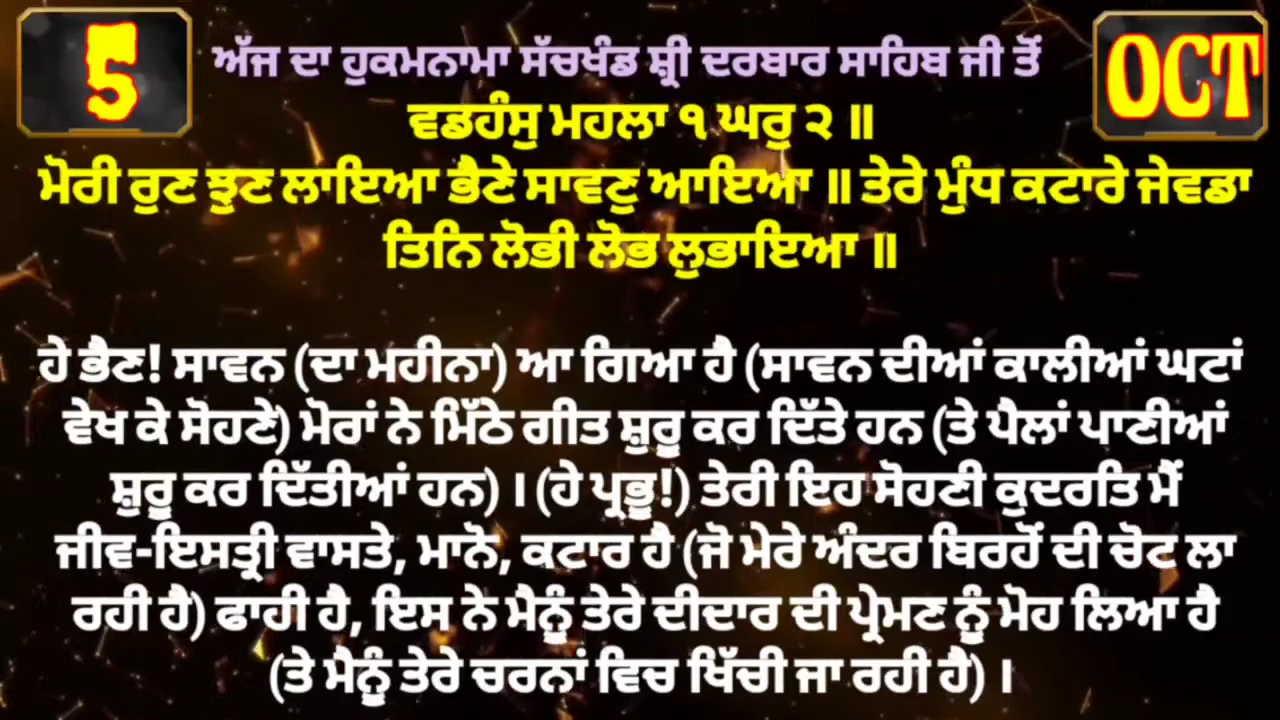 5
ਅੱਜ ਦਾ ਹੁਕਮਨਾਮਾ ਸੱਚਖੰਡ ਸ਼੍ਰੀ ਦਰਬਾਰ ਸਾਹਿਬ ਜੀ ਤੋਂ
OCT
ਵਡਹੰਸੁ ਮਹਲਾ ੧ ਘਰੁ ੨ ॥
ਮੋਰੀ ਰੁਣ ਝੁਣ ਲਾਇਆ ਭੈਣੇ ਸਾਵਣੁ ਆਇਆ ॥ ਤੇਰੇ ਮੁੰਧ ਕਟਾਰੇ ਜੇਵਡਾ
ਤਿਨਿ ਲੋਭੀ ਲੋਭ ਲੁਭਾਇਆ ॥
ਹੇ ਭੈਣ! ਸਾਵਨ (ਦਾ ਮਹੀਨਾ) ਆ ਗਿਆ ਹੈ (ਸਾਵਨ ਦੀਆਂ ਕਾਲੀਆਂ ਘਟਾਂ
ਵੇਖ ਕੇ ਸੋਹਣੇ) ਮੋਰਾਂ ਨੇ ਮਿੱਠੇ ਗੀਤ ਸ਼ੁਰੂ ਕਰ ਦਿੱਤੇ ਹਨ (ਤੇ ਪੈਲਾਂ ਪਾਣੀਆਂ
ਸ਼ੁਰੂ ਕਰ ਦਿੱਤੀਆਂ ਹਨ) । (ਹੇ ਪ੍ਰਭੂ!) ਤੇਰੀ ਇਹ ਸੋਹਣੀ ਕੁਦਰਤਿ ਮੈਂ
ਜੀਵ-ਇਸਤ੍ਰੀ ਵਾਸਤੇ, ਮਾਨੋ, ਕਟਾਰ ਹੈ (ਜੋ ਮੇਰੇ ਅੰਦਰ ਬਿਰਹੋਂ ਦੀ ਚੋਟ ਲਾ
ਰਹੀ ਹੈ) ਫਾਹੀ ਹੈ, ਇਸ ਨੇ ਮੈਨੂੰ ਤੇਰੇ ਦੀਦਾਰ ਦੀ ਪ੍ਰੇਮਣ ਨੂੰ ਮੋਹ ਲਿਆ ਹੈ
(ਤੇ ਮੈਨੂੰ ਤੇਰੇ ਚਰਨਾਂ ਵਿਚ ਖਿੱਚੀ ਜਾ ਰਹੀ ਹੈ) ।